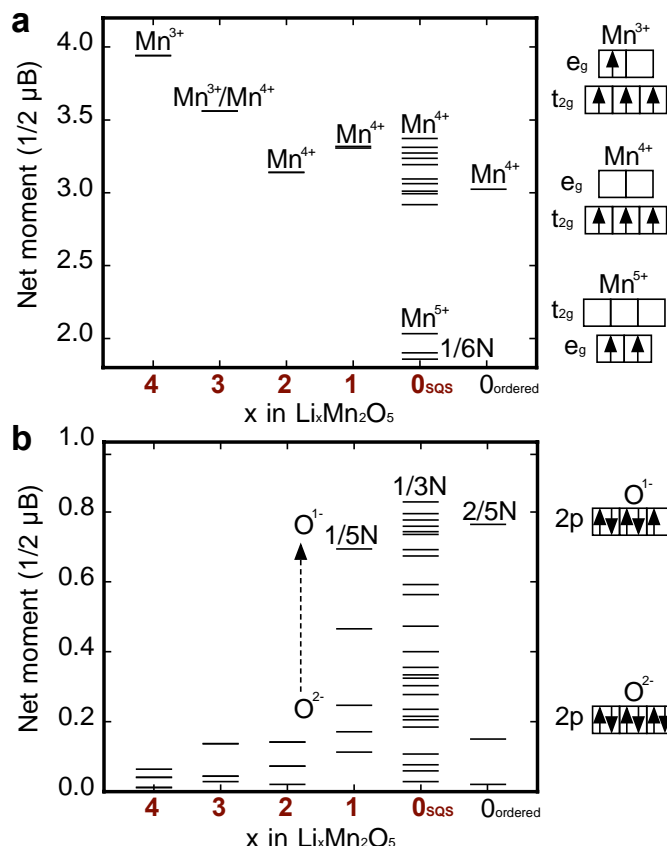 a
Mn³⁺
Mn³⁺/Mn⁴⁺
Mn⁴⁺
Mn⁴⁺
Mn⁴⁺
Mn⁴⁺
Mn⁵⁺
1/6N
4.0
3.5
3.0
2.5
2.0
Net moment (1/2 µB)
4 3 2 1 0SQS 0ordered
x in LiₓMn₂O₅
Mn³⁺
eg
t2g
Mn⁴⁺
eg
t2g
Mn⁵⁺
t2g
eg
b
1.0
0.8
0.6
0.4
0.2
0.0
Net moment (1/2 µB)
O¹⁻
O²⁻
1/5N
1/3N
2/5N
4 3 2 1 0SQS 0ordered
x in LiₓMn₂O₅
O¹⁻
2p
O²⁻
2p